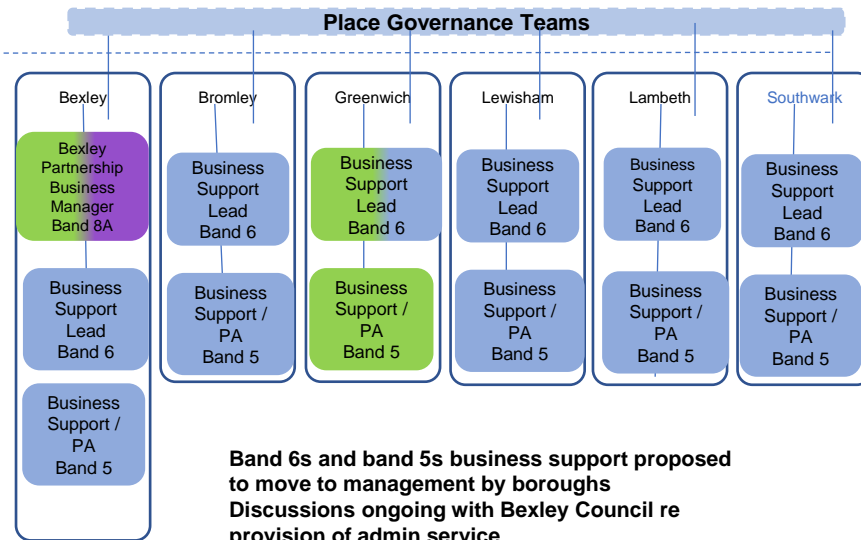 Place Governance Teams
Bexley
Bexley
Partnership
Business
Manager
Band 8A
Business
Support
Lead
Band 6
Business
Support /
PA
Band 5
Bromley
Business
Support
Lead
Band 6
Business
Support /
PA
Band 5
Greenwich
Business
Support
Lead
Band 6
Business
Support /
PA
Band 5
Lewisham
Business
Support
Lead
Band 6
Business
Support /
PA
Band 5
Lambeth
Business
Support
Lead
Band 6
Business
Support /
PA
Band 5
Southwark
Business
Support
Lead
Band 6
Business
Support /
PA
Band 5
Band 6s and band 5s business support proposed
to move to management by boroughs
Discussions ongoing with Bexley Council re
provision of admin service